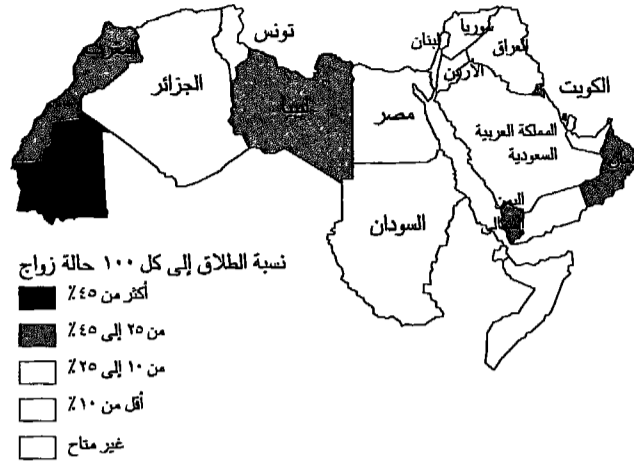 تونس
سوريا
لبنان
العراق
الأردن
الجزائر
ليبيا
مصر
الكويت
المملكة العربية
السعودية
السودان
اليمن
نسبة الطلاق إلى كل ١٠٠ حالة زواج
أكثر من ٤٥٪
من ٢٥ إلى ٤٥٪
من ١٠ إلى ٢٥٪
أقل من ١٠٪
غير متاح